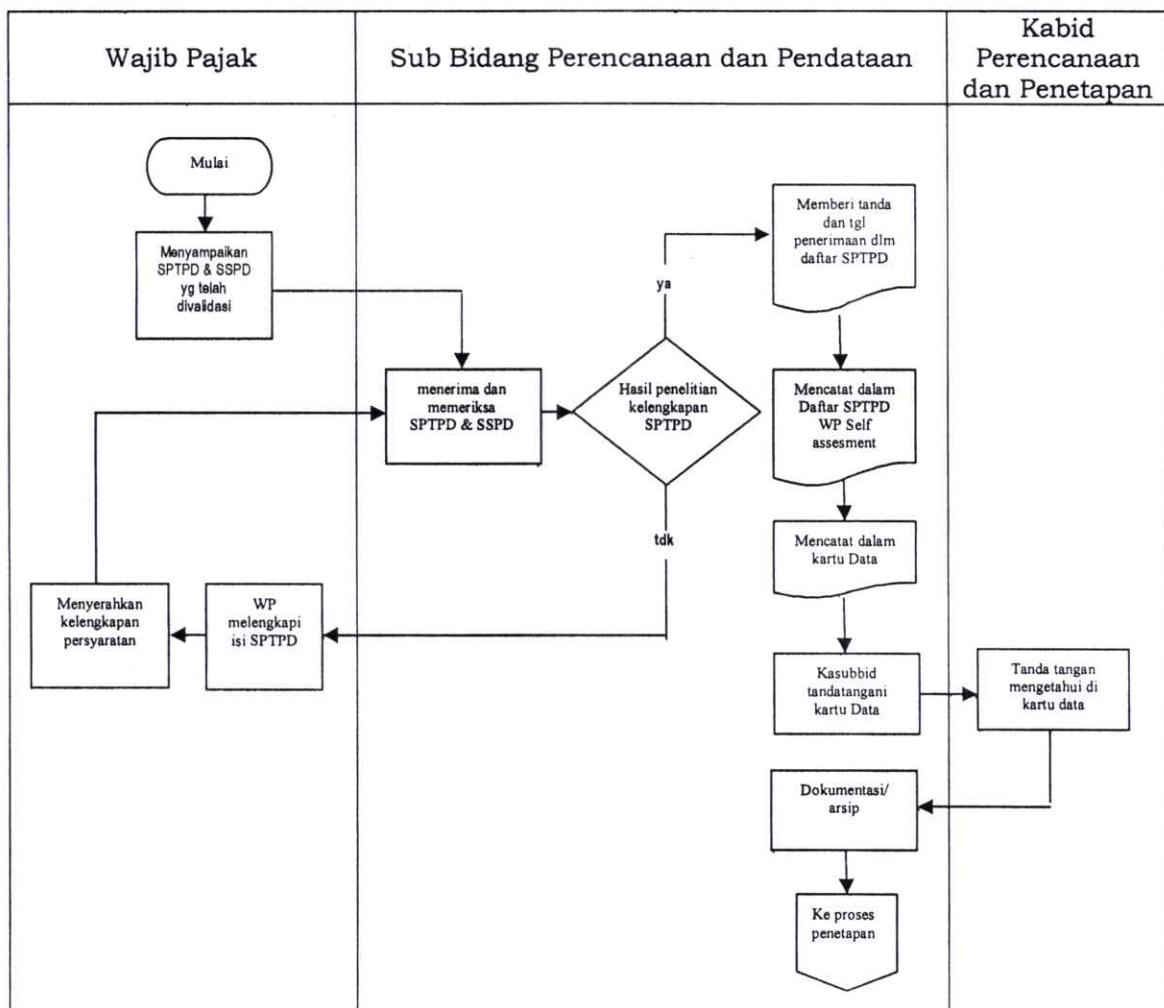 Wajib Pajak
Sub Bidang Perencanaan dan Pendataan
Kabid
Perencanaan
dan Penetapan
Mulai
Menyampaikan
SPTPD & SSPD
yg telah
divalidasi
menerima dan
memeriksa
SPTPD & SSPD
Hasil penelitian
kelengkapan
SPTPD
ya
tdk
Memberi tanda
dan tgl
penerimaan dlm
daftar SPTPD
Mencatat dalam
Daftar SPTPD
WP Self
assesment
Mencatat dalam
kartu Data
WP
melengkapi
isi SPTPD
Menyerahkan
kelengkapan
persyaratan
Kasubbid
tandatangani
kartu Data
Tanda tangan
mengetahui di
kartu data
Dokumentasi/
arsip
Ke proses
penetapan